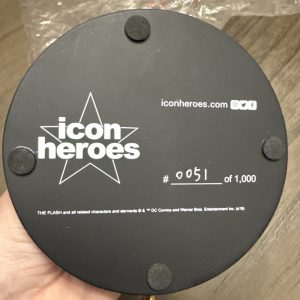 iconheroes.com
icon
heroes
# 0051 of 1,000
THE FLASH and all related characters and elements © & ™ DC Comics and Warner Bros. Entertainment Inc. (s19)